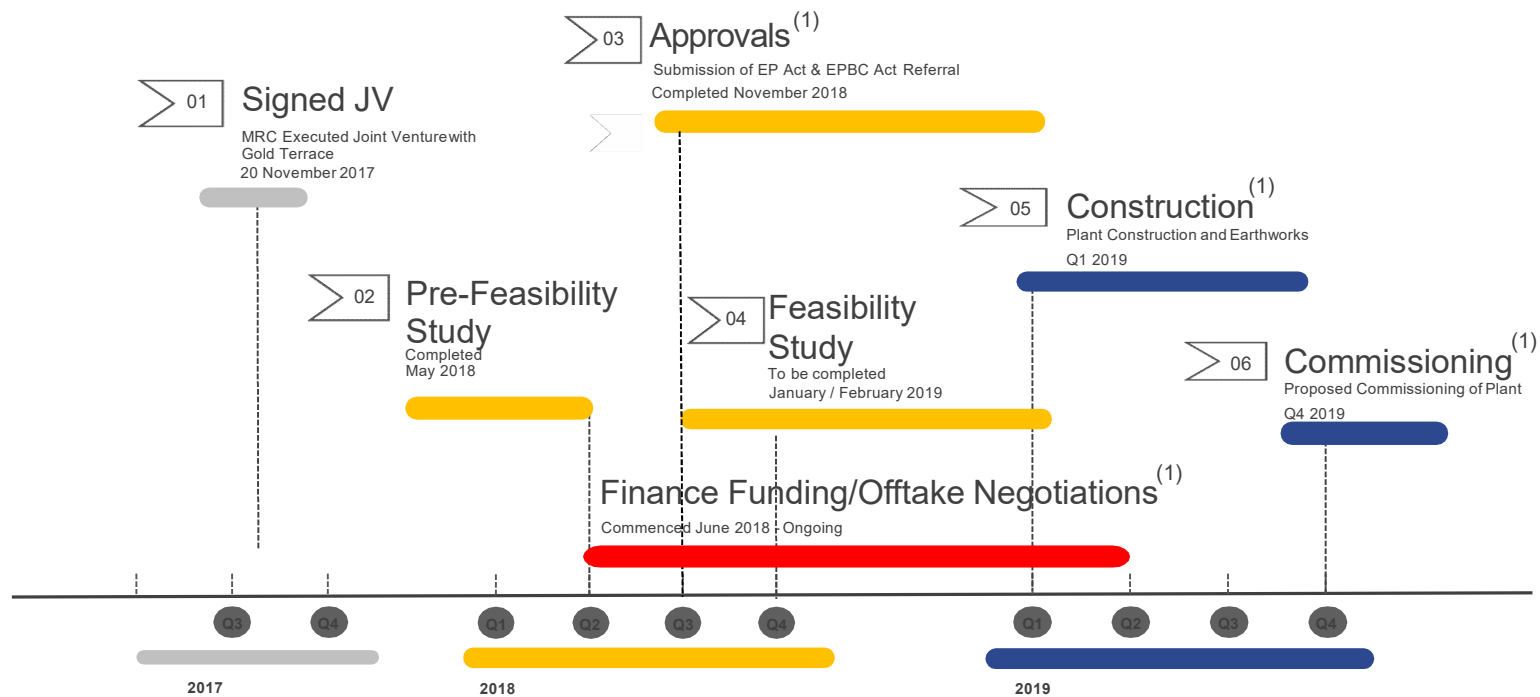 01
Signed JV
MRC Executed Joint Venturewith
Gold Terrace
20 November 2017
02
Pre-Feasibility
Study
Completed
May 2018
03
Approvals(1)
Submission of EP Act & EPBC Act Referral
Completed November 2018
04
Feasibility
Study
To be completed
January / February 2019
05
Construction(1)
Plant Construction and Earthworks
Q1 2019
06
Commissioning(1)
Proposed Commissioning of Plant
Q4 2019
Finance Funding/Offtake Negotiations(1)
Commenced June 2018 - Ongoing
Q3 Q4 Q1 Q2 Q3 Q4 Q1 Q2 Q3 Q4
2017 2018 2019